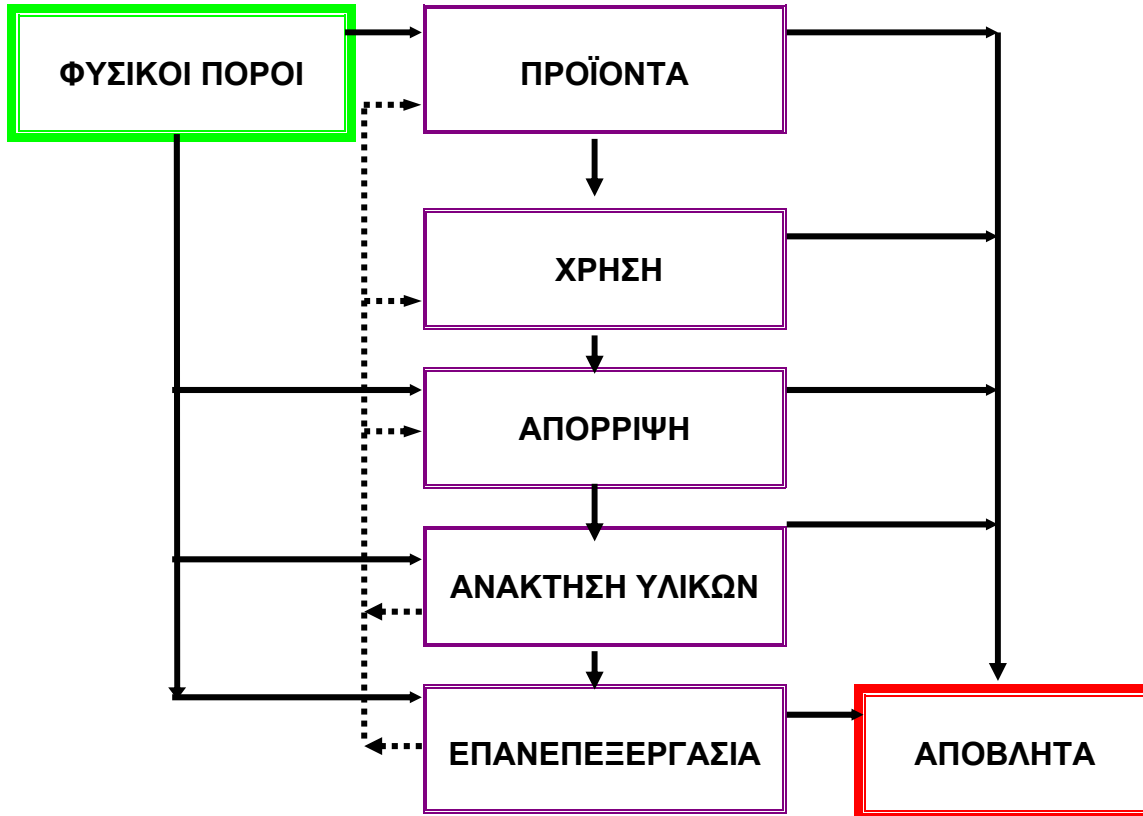 ΦΥΣΙΚΟΙ ΠΟΡΟΙ
ΠΡΟΪΟΝΤΑ
ΧΡΗΣΗ
ΑΠΟΡΡΙΨΗ
ΑΝΑΚΤΗΣΗ ΥΛΙΚΩΝ
ΕΠΑΝΕΠΕΞΕΡΓΑΣΙΑ
ΑΠΟΒΛΗΤΑ